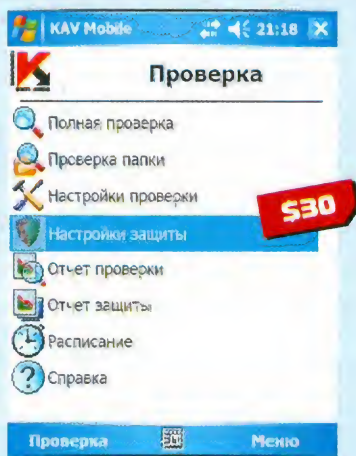 KAV Mobile 21:18
Проверка
Полная проверка
Проверка папки
Настройки проверки
$30
Настройки защиты
Отчет проверки
Отчет защиты
Расписание
Справка
Проверка Меню